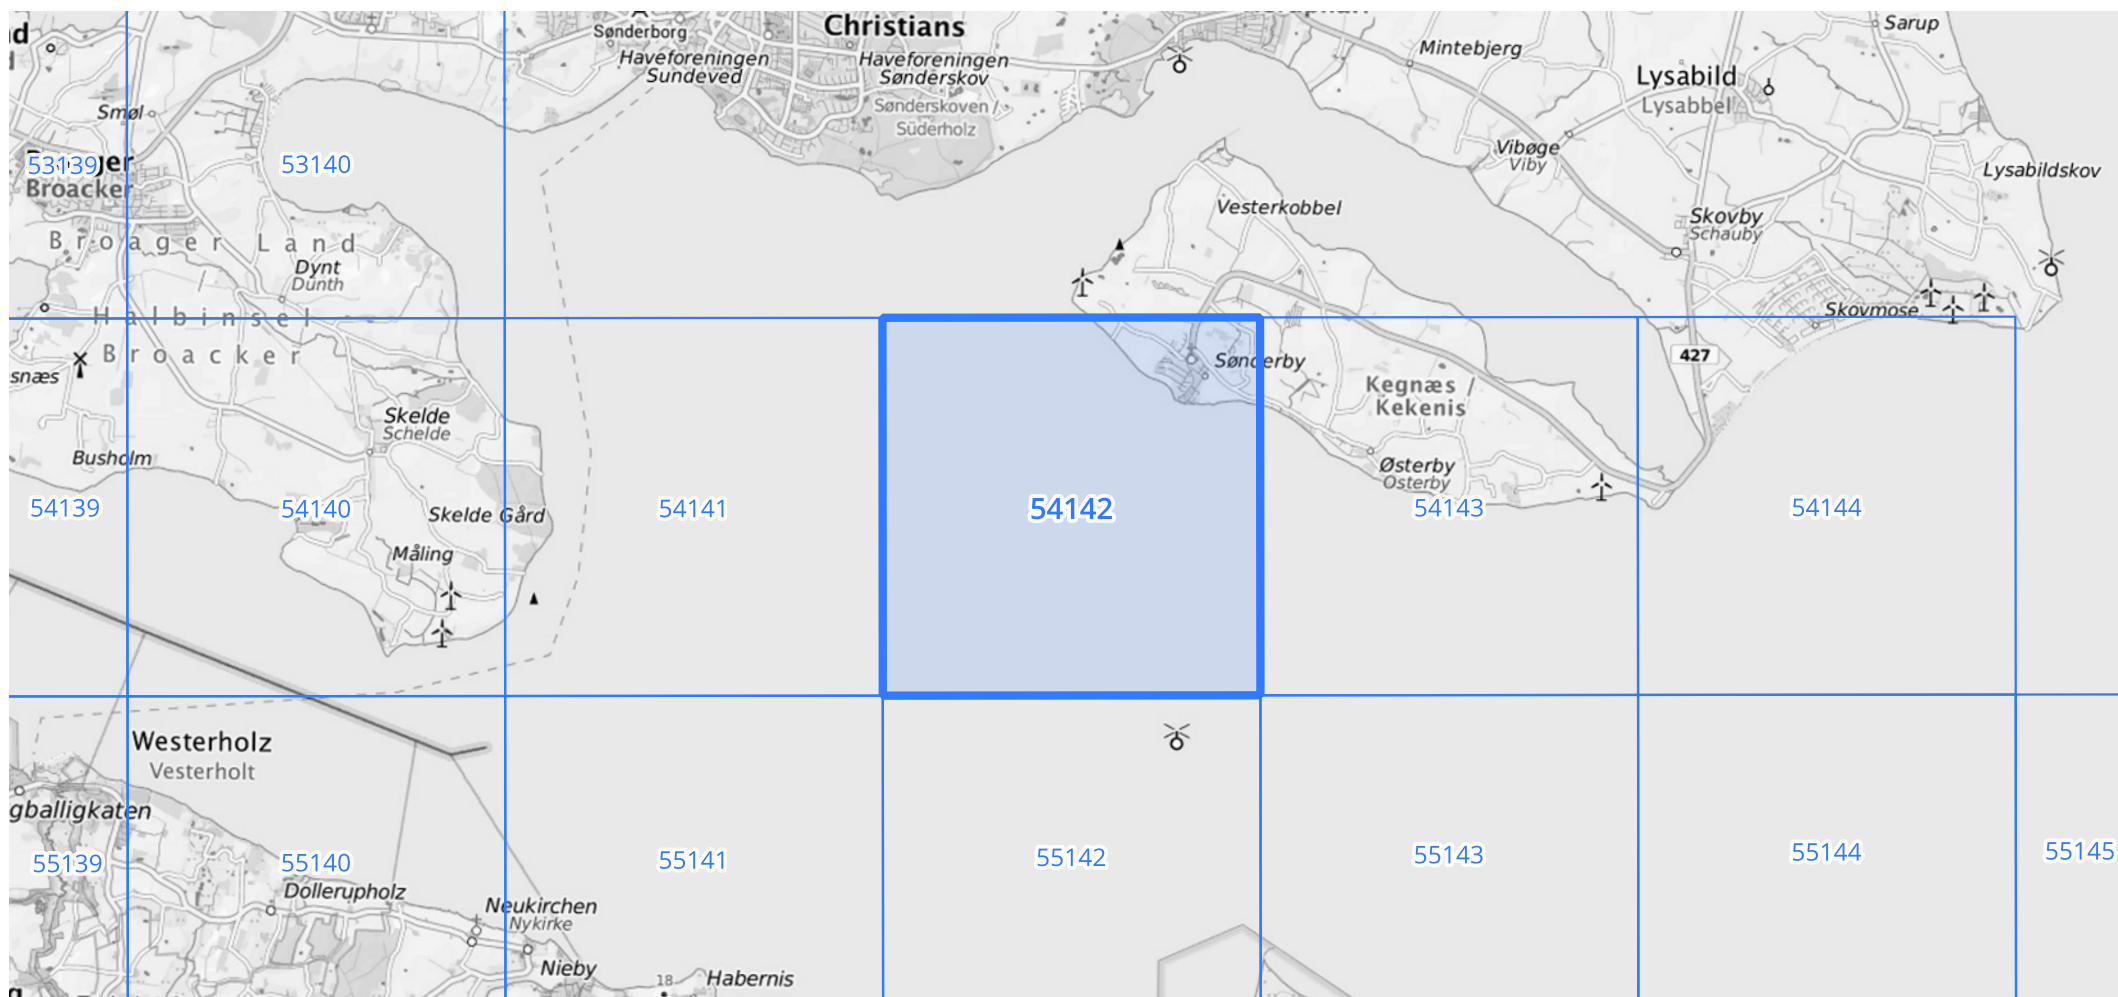 Christians
Sønderborg
Haveforeningen
Sundeved
Haveforeningen
Sønderskov
Sønderskoven /
Süderholz
Mintebjerg
Sarup
Lysabild
Lysabbel
Smøl
53139
Broacker
53140
Vibøge
Viby
Lysabildskov
Vesterkobbel
Skovby
Schauby
Broager Land
/
Dynt
Dünth
Halbinsel
Broacker
Skovmose
427
snæs
Sønderby
Kegnæs /
Kekenis
Skelde
Schelde
Busholm
Østerby
Osterby
54139
54140
Skelde Gård
54141
54142
54143
54144
Måling
Westerholz
Vesterholt
gballigkaten
55139
55140
55141
55142
55143
55144
55145
Dollerupholz
Neukirchen
Nykirke
Nieby
18
Habernis